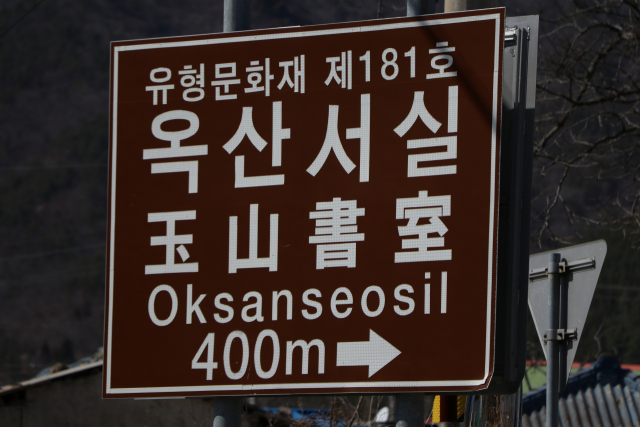 유형문화재 제181호
옥산서실
玉山書室
Oksanseosil
400m →